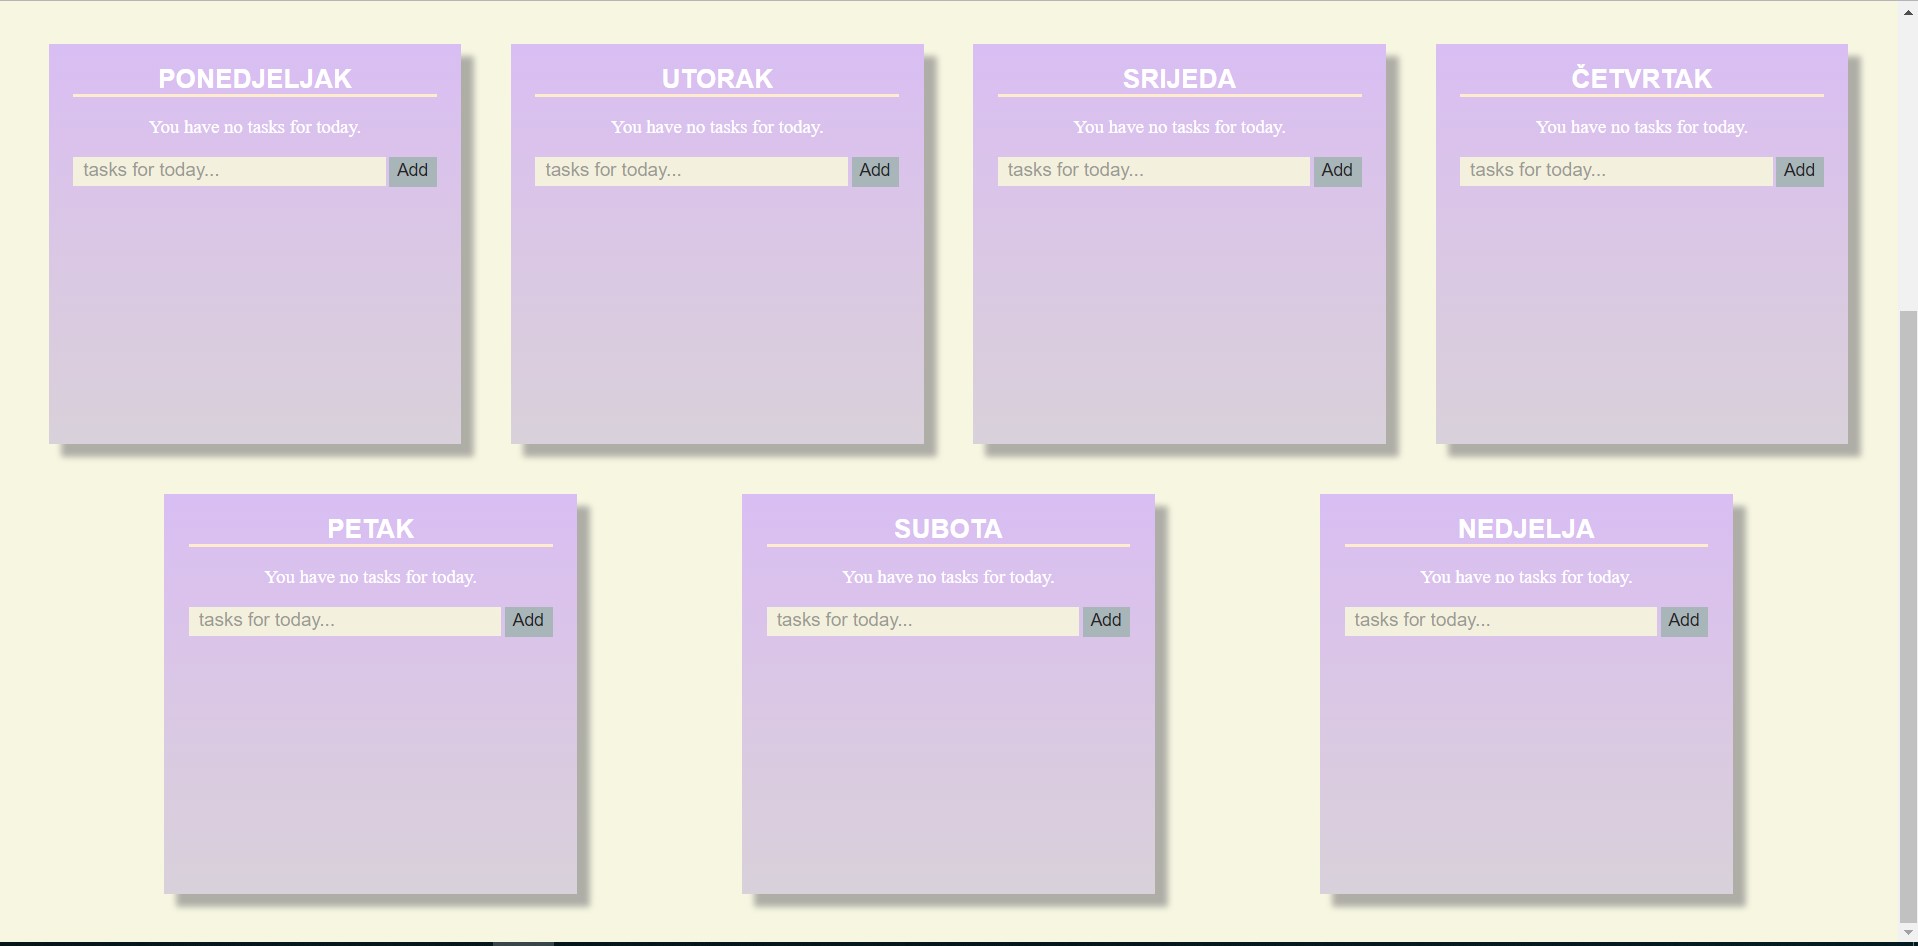 PONEDJELJAK
You have no tasks for today.
tasks for today... Add
UTORAK
You have no tasks for today.
tasks for today... Add
SRIJEDA
You have no tasks for today.
tasks for today... Add
ČETVRTAK
You have no tasks for today.
tasks for today... Add
PETAK
You have no tasks for today.
tasks for today... Add
SUBOTA
You have no tasks for today.
tasks for today... Add
NEDJELJA
You have no tasks for today.
tasks for today... Add